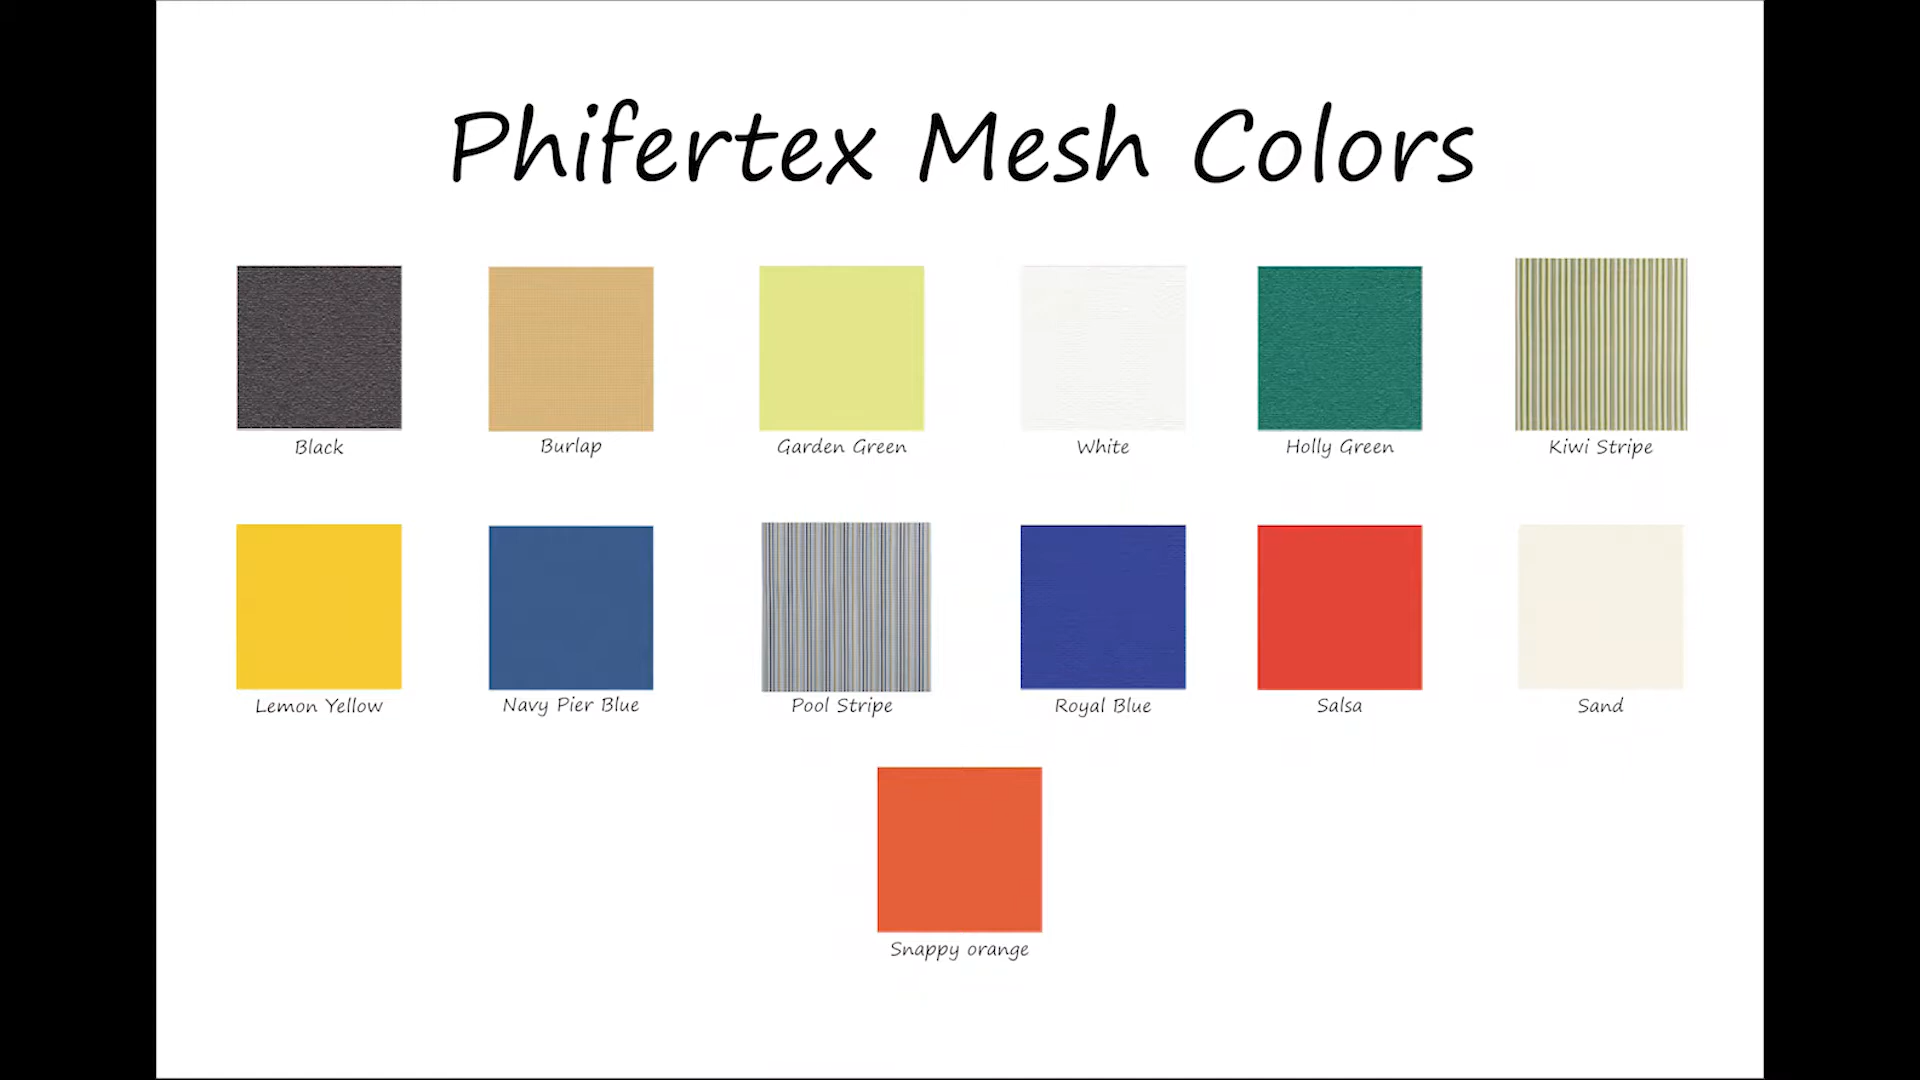 Phifertex Mesh Colors
Black
Burlap
Garden Green
White
Holly Green
Kiwi Stripe
Lemon Yellow
Navy Pier Blue
Pool Stripe
Royal Blue
Salsa
Sand
Snappy orange